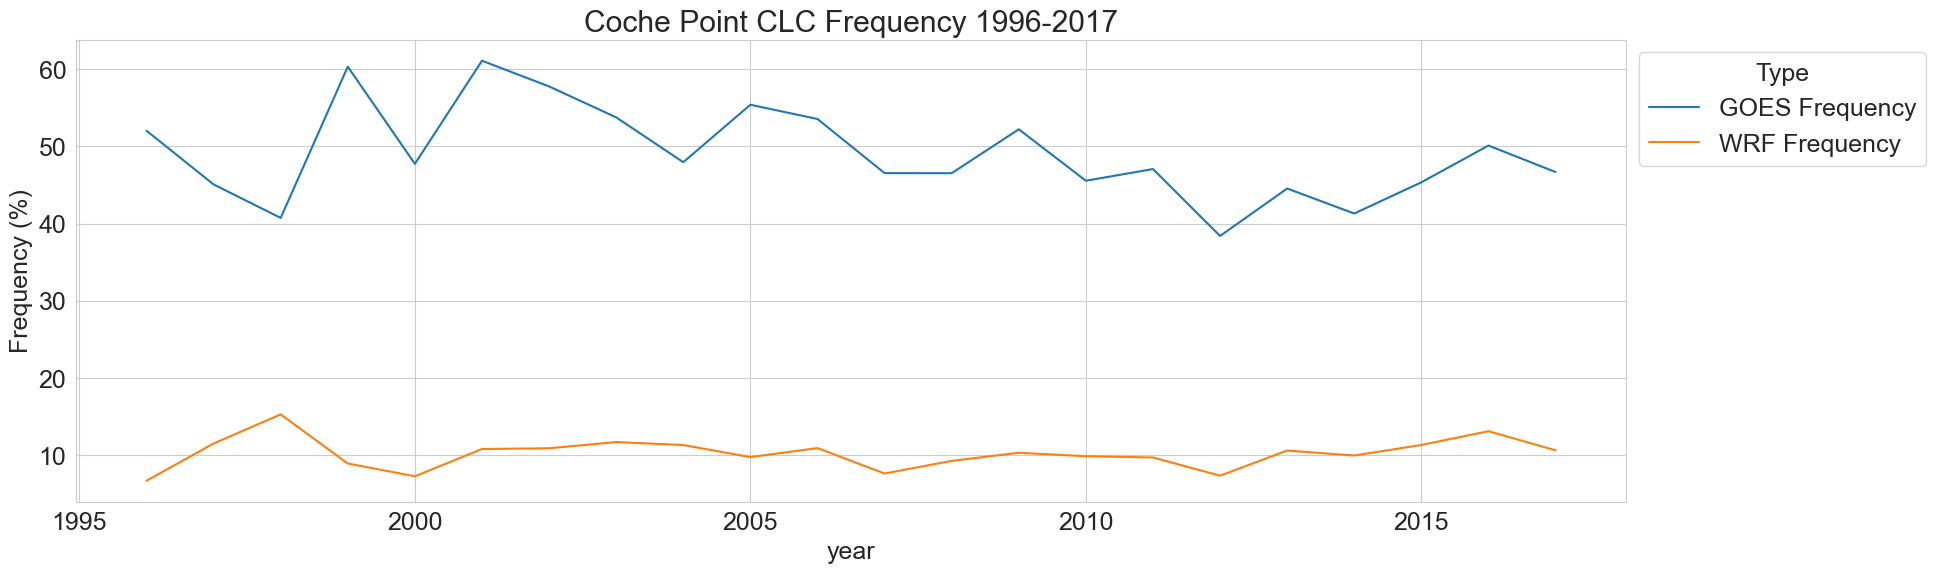 Coche Point CLC Frequency 1996-2017
Frequency (%)
60
50
40
30
20
10
1995
2000
2005
2010
2015
year
Type
GOES Frequency
WRF Frequency